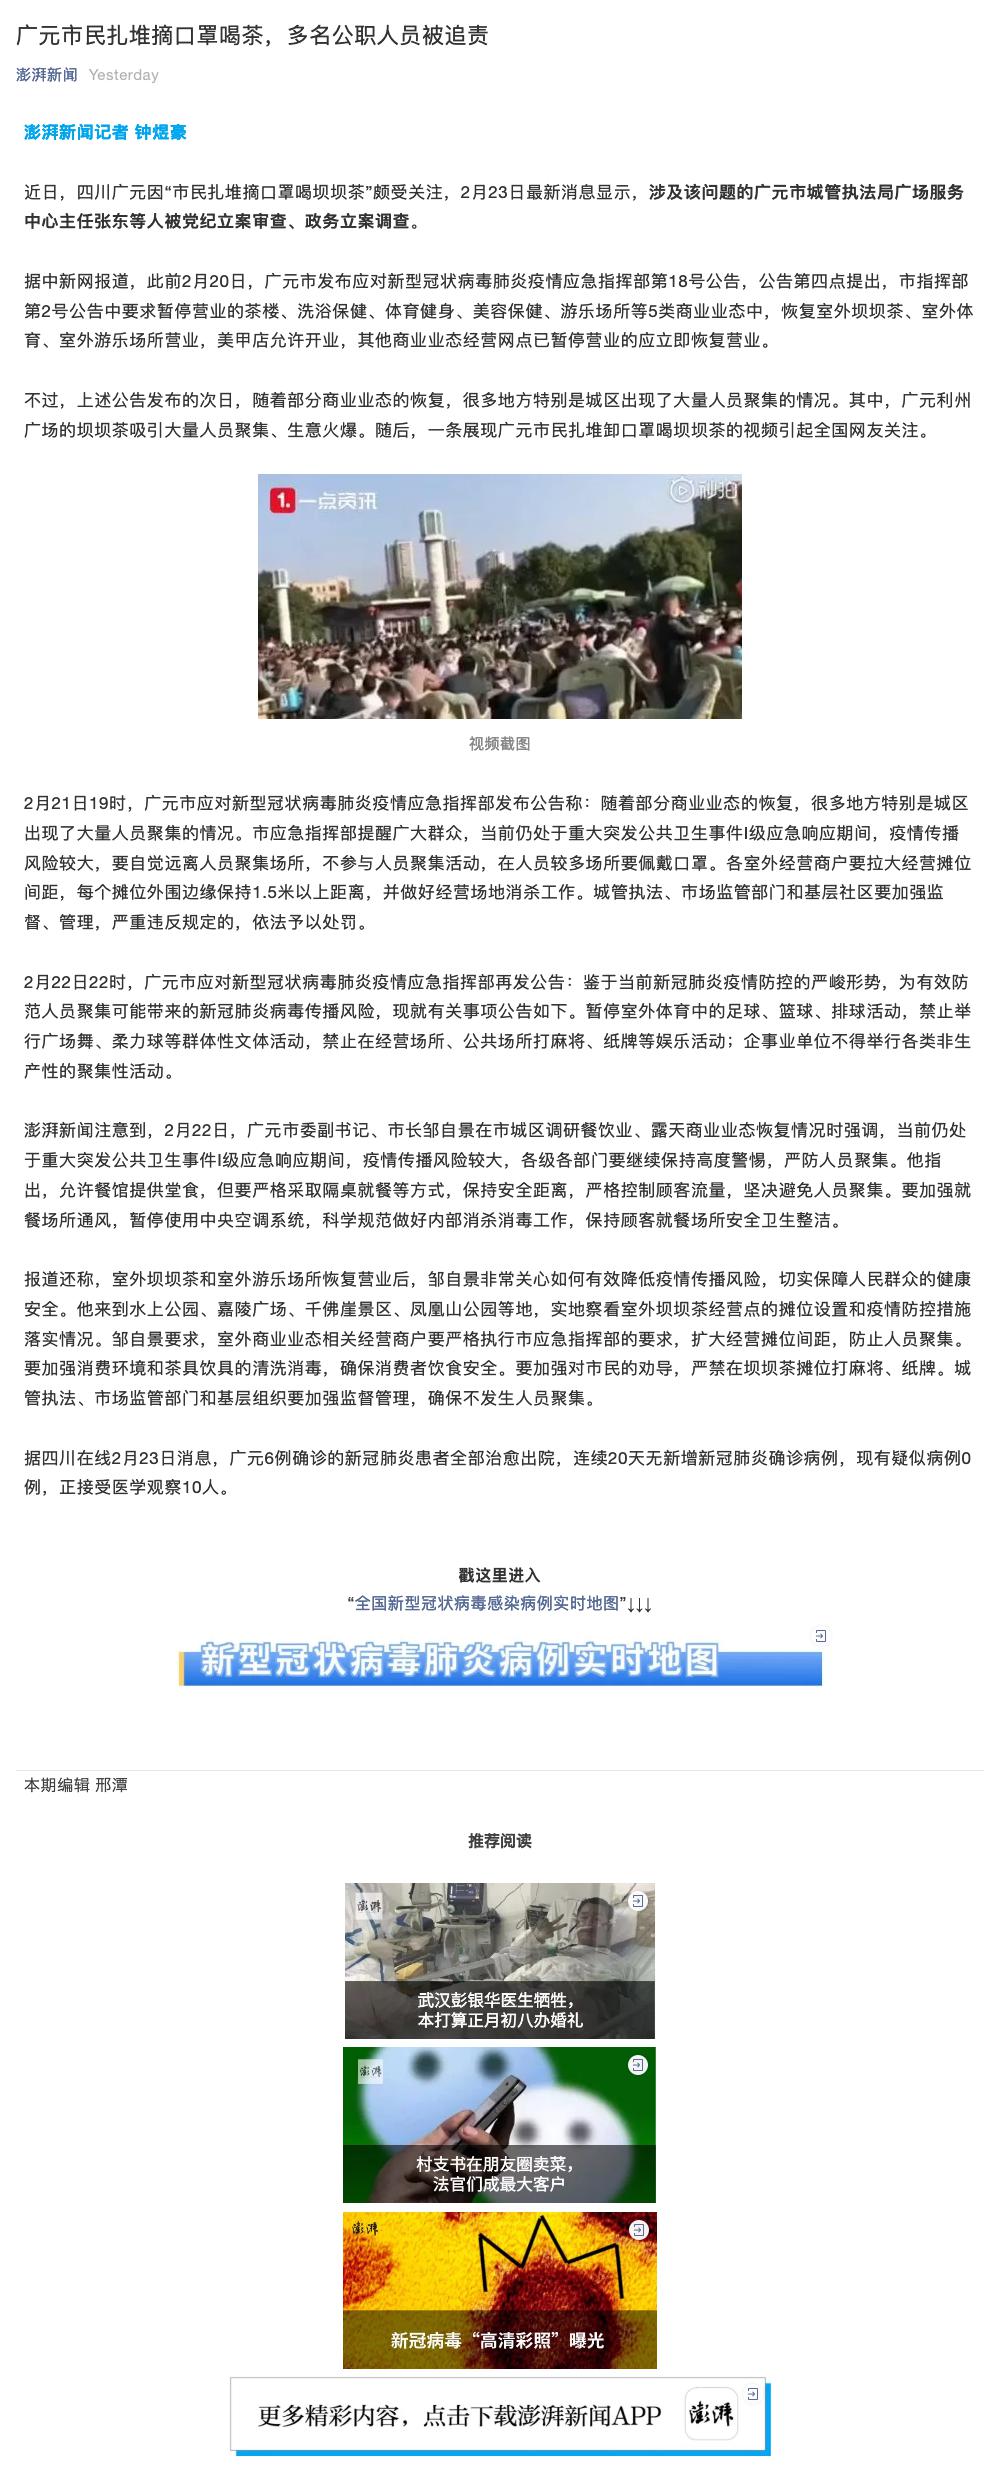 广元市民扎堆摘口罩喝茶，多名公职人员被追责
澎湃新闻 Yesterday
澎湃新闻记者 钟煜豪
近日，四川广元因“市民扎堆摘口罩喝坝坝茶”颇受关注，2月23日最新消息显示，涉及该问题的广元市城管执法局广场服务
中心主任张东等人被党纪立案审查、政务立案调查。
据中新网报道，此前2月20日，广元市发布应对新型冠状病毒肺炎疫情应急指挥部第18号公告，公告第四点提出，市指挥部
第2号公告中要求暂停营业的茶楼、洗浴保健、体育健身、美容保健、游乐场所等5类商业业态中，恢复室外坝坝茶、室外体
育、室外游乐场所营业，美甲店允许开业，其他商业业态经营网点已暂停营业的应立即恢复营业。
不过，上述公告发布的次日，随着部分商业业态的恢复，很多地方特别是城区出现了大量人员聚集的情况。其中，广元利州
广场的坝坝茶吸引大量人员聚集、生意火爆。随后，一条展现广元市民扎堆卸口罩喝坝坝茶的视频引起全国网友关注。
1. 一点资讯
秒拍
视频截图
2月21日19时，广元市应对新型冠状病毒肺炎疫情应急指挥部发布公告称：随着部分商业业态的恢复，很多地方特别是城区
出现了大量人员聚集的情况。市应急指挥部提醒广大群众，当前仍处于重大突发公共卫生事件I级应急响应期间，疫情传播
风险较大，要自觉远离人员聚集场所，不参与人员聚集活动，在人员较多场所要佩戴口罩。各室外经营商户要拉大经营摊位
间距，每个摊位外围边缘保持1.5米以上距离，并做好经营场地消杀工作。城管执法、市场监管部门和基层社区要加强监
督、管理，严重违反规定的，依法予以处罚。
2月22日22时，广元市应对新型冠状病毒肺炎疫情应急指挥部再发公告：鉴于当前新冠肺炎疫情防控的严峻形势，为有效防
范人员聚集可能带来的新冠肺炎病毒传播风险，现就有关事项公告如下。暂停室外体育中的足球、篮球、排球活动，禁止举
行广场舞、柔力球等群体性文体活动，禁止在经营场所、公共场所打麻将、纸牌等娱乐活动；企事业单位不得举行各类非生
产性的聚集性活动。
澎湃新闻注意到，2月22日，广元市委副书记、市长邹自景在市城区调研餐饮业、露天商业业态恢复情况时强调，当前仍处
于重大突发公共卫生事件I级应急响应期间，疫情传播风险较大，各级各部门要继续保持高度警惕，严防人员聚集。他指
出，允许餐馆提供堂食，但要严格采取隔桌就餐等方式，保持安全距离，严格控制顾客流量，坚决避免人员聚集。要加强就
餐场所通风，暂停使用中央空调系统，科学规范做好内部消杀消毒工作，保持顾客就餐场所安全卫生整洁。
报道还称，室外坝坝茶和室外游乐场所恢复营业后，邹自景非常关心如何有效降低疫情传播风险，切实保障人民群众的健康
安全。他来到水上公园、嘉陵广场、千佛崖景区、凤凰山公园等地，实地察看室外坝坝茶经营点的摊位设置和疫情防控措施
落实情况。邹自景要求，室外商业业态相关经营商户要严格执行市应急指挥部的要求，扩大经营摊位间距，防止人员聚集。
要加强消费环境和茶具饮具的清洗消毒，确保消费者饮食安全。要加强对市民的劝导，严禁在坝坝茶摊位打麻将、纸牌。城
管执法、市场监管部门和基层组织要加强监督管理，确保不发生人员聚集。
据四川在线2月23日消息，广元6例确诊的新冠肺炎患者全部治愈出院，连续20天无新增新冠肺炎确诊病例，现有疑似病例0
例，正接受医学观察10人。
戳这里进入
“全国新型冠状病毒感染病例实时地图”↓↓↓
新型冠状病毒肺炎病例实时地图
本期编辑 邢潭
推荐阅读
澎湃
武汉彭银华医生牺牲，
本打算正月初八办婚礼
澎湃
村支书在朋友圈卖菜，
法官们成最大客户
澎湃
新冠病毒“高清彩照”曝光
更多精彩内容，点击下载澎湃新闻APP
澎湃